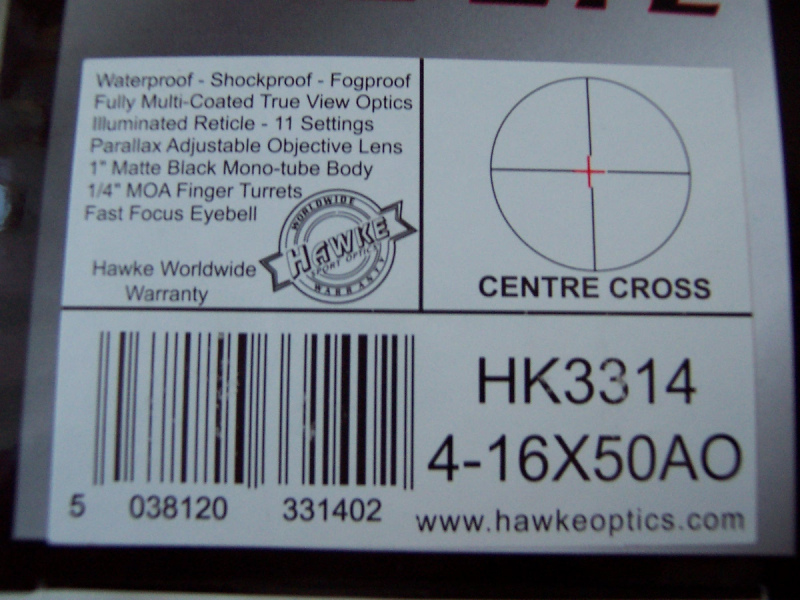 Waterproof - Shockproof - Fogproof
Fully Multi-Coated True View Optics
Illuminated Reticle - 11 Settings
Parallax Adjustable Objective Lens
1" Matte Black Mono-tube Body
1/4" MOA Finger Turrets
Fast Focus Eyebell
Hawke Worldwide
Warranty
WORLDWIDE
HAWKE
SPORT OPTICS
WARRANTY
CENTRE CROSS
HK3314
4-16X50AO
5 038120 331402
www.hawkeoptics.com